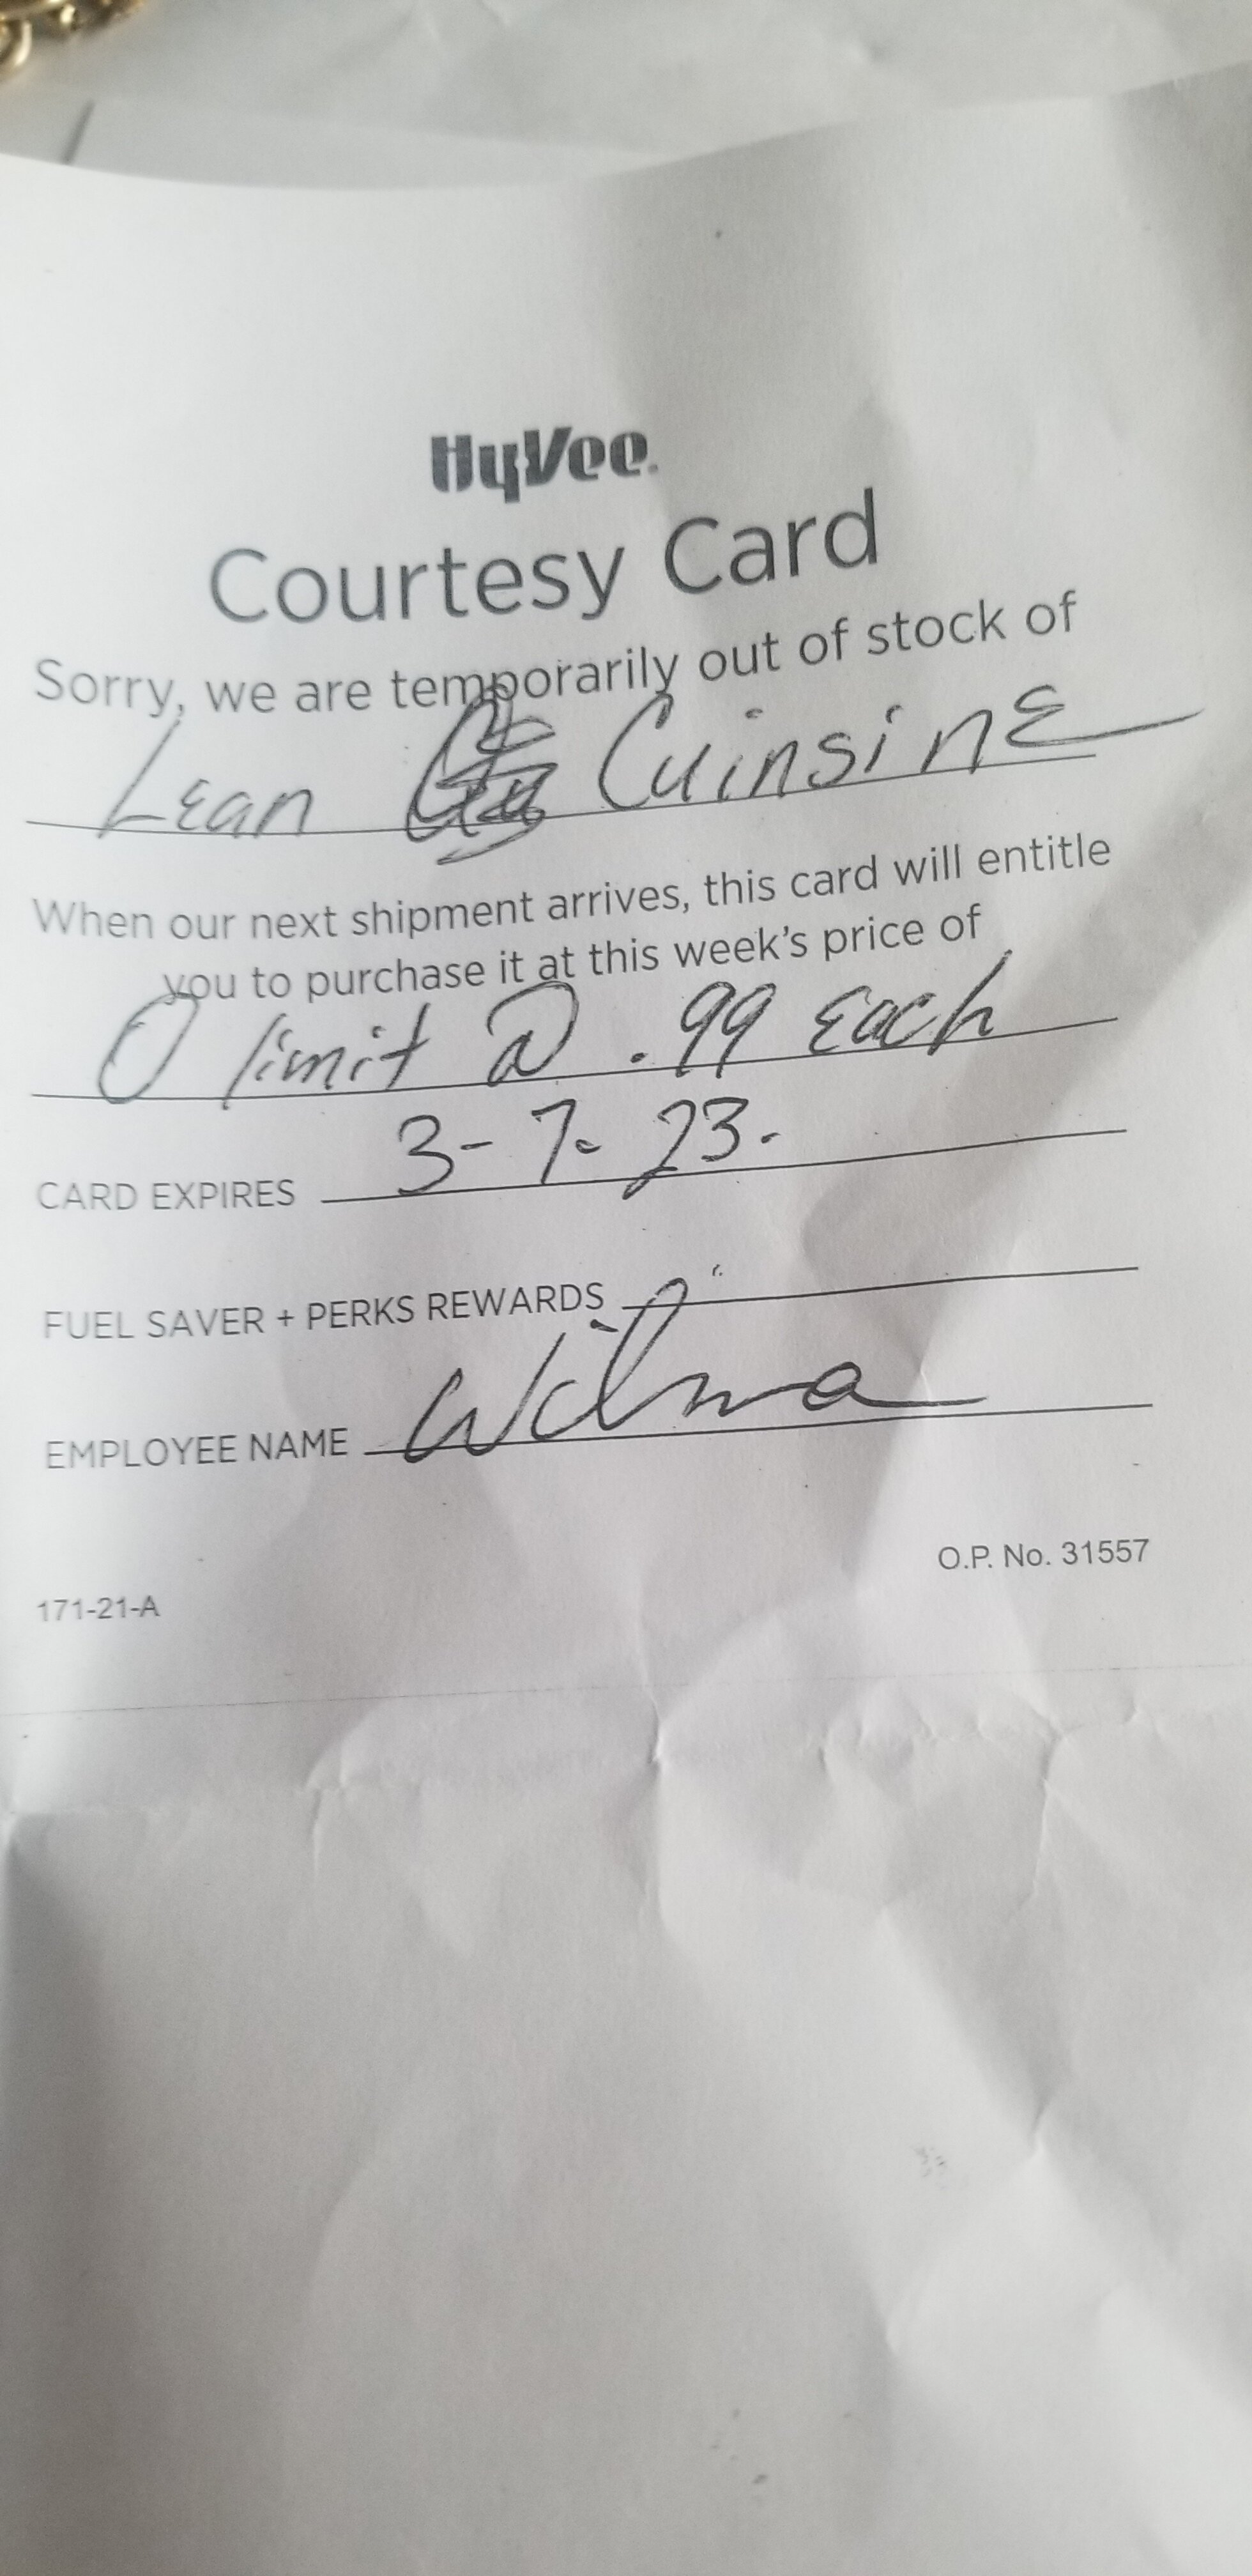 HyVee.
Courtesy Card
Sorry, we are temporarily out of stock of
Lean Cuinsine
When our next shipment arrives, this card will entitle
you to purchase it at this week's price of
0 limit @ .99 Each
CARD EXPIRES 3-7-23.
FUEL SAVER + PERKS REWARDS
EMPLOYEE NAME Wilma
O.P. No. 31557
171-21-A